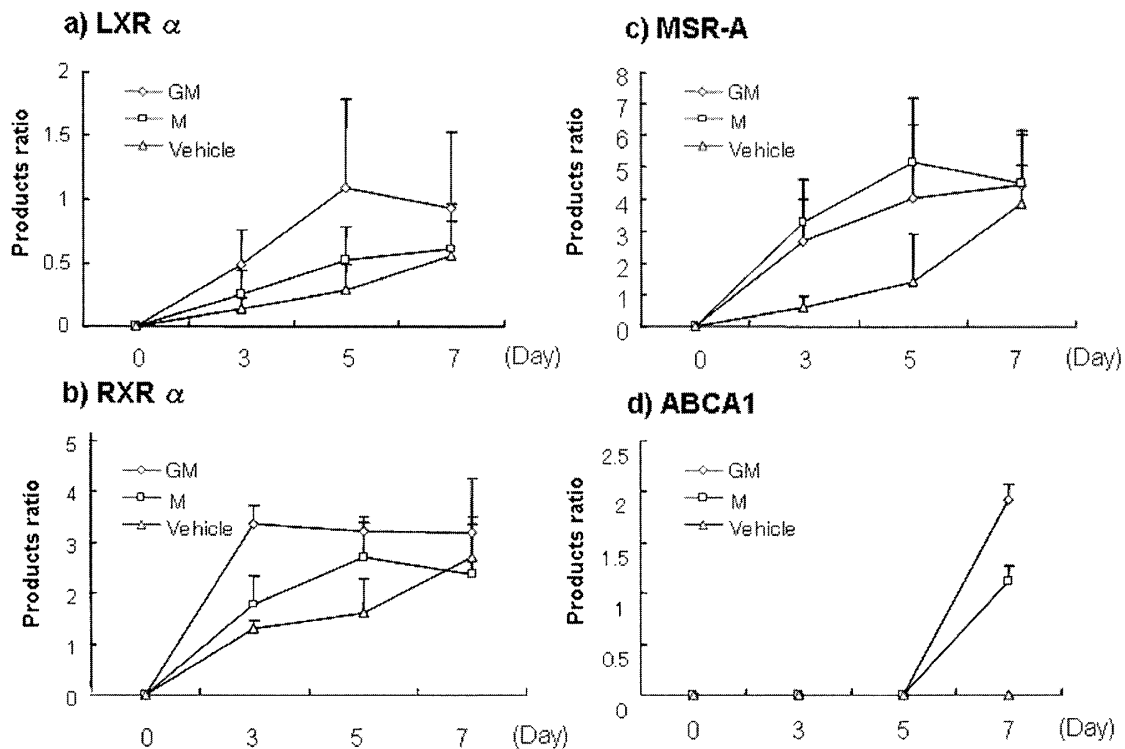 a) LXR α
Products ratio
2
1.5
1
0.5
0
GM
M
Vehicle
0 3 5 7 (Day)
c) MSR-A
Products ratio
8
7
6
5
4
3
2
1
0
GM
M
Vehicle
0 3 5 7 (Day)
b) RXR α
Products ratio
5
4
3
2
1
0
GM
M
Vehicle
0 3 5 7 (Day)
d) ABCA1
Products ratio
2.5
2
1.5
1
0.5
0
GM
M
Vehicle
0 3 5 7 (Day)